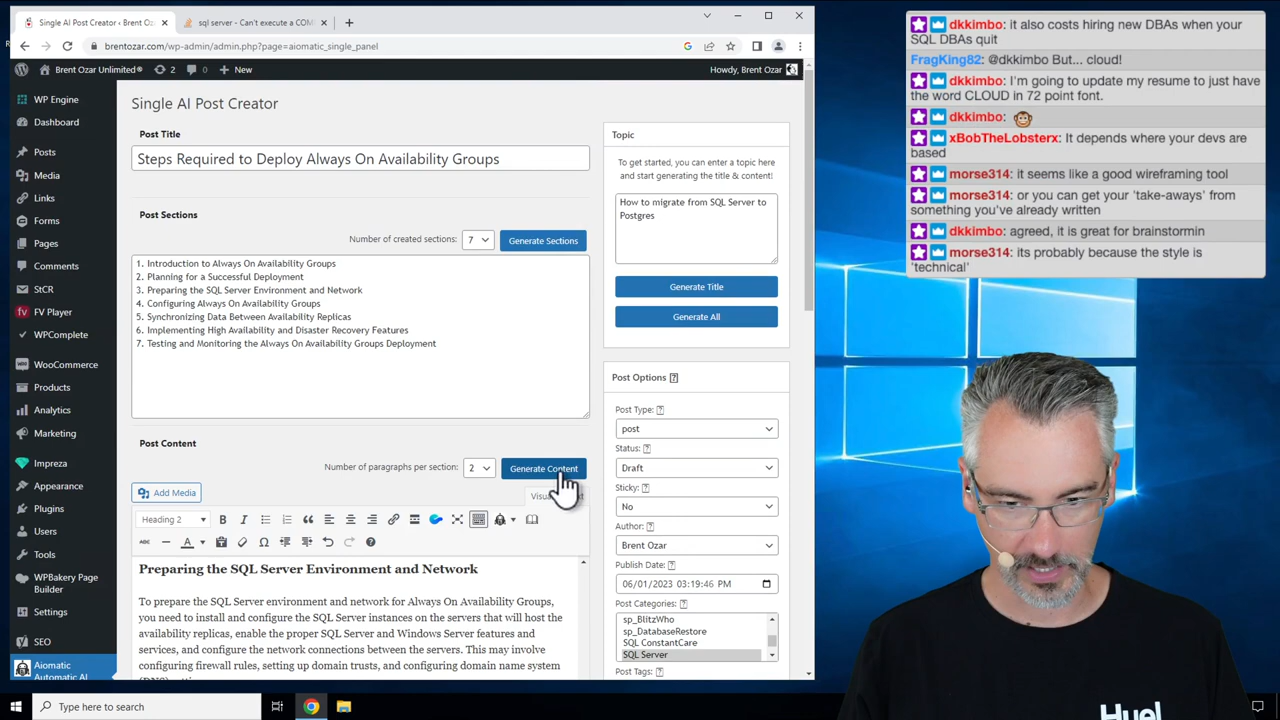 Single AI Post Creator ‹ Brent Oz
sql server - Can't execute a COM
brentozar.com/wp-admin/admin.php?page=aiomatic_single_panel
Brent Ozar Unlimited®
2
0
New
Howdy, Brent Ozar
WP Engine
Dashboard
Posts
Media
Links
Forms
Pages
Comments
StCR
FV Player
WPComplete
WooCommerce
Products
Analytics
Marketing
Impreza
Appearance
Plugins
Users
Tools
WPBakery Page
Builder
Settings
SEO
Aiomatic
Automatic AI
Single AI Post Creator
Post Title
Steps Required to Deploy Always On Availability Groups
Post Sections
Number of created sections:
7
Generate Sections
1. Introduction to Always On Availability Groups
2. Planning for a Successful Deployment
3. Preparing the SQL Server Environment and Network
4. Configuring Always On Availability Groups
5. Synchronizing Data Between Availability Replicas
6. Implementing High Availability and Disaster Recovery Features
7. Testing and Monitoring the Always On Availability Groups Deployment
Post Content
Number of paragraphs per section:
2
Generate Content
Add Media
Heading 2
B
I
ABC
A
Preparing the SQL Server Environment and Network
To prepare the SQL Server environment and network for Always On Availability Groups,
you need to install and configure the SQL Server instances on the servers that will host the
availability replicas, enable the proper SQL Server and Windows Server features and
services, and configure the network connections between the servers. This may involve
configuring firewall rules, setting up domain trusts, and configuring domain name system
Topic
To get started, you can enter a topic here
and start generating the title & content!
How to migrate from SQL Server to
Postgres
Generate Title
Generate All
Post Options ?
Post Type: ?
post
Status: ?
Draft
Sticky: ?
No
Author: ?
Brent Ozar
Publish Date: ?
06/01/2023 03:19:46 PM
Post Categories: ?
sp_BlitzWho
sp_DatabaseRestore
SQL ConstantCare
SQL Server
Post Tags: ?
dkkimbo: it also costs hiring new DBAs when your
SQL DBAs quit
FragKing82: @dkkimbo But... cloud!
dkkimbo: I'm going to update my resume to just have
the word CLOUD in 72 point font.
dkkimbo:
xBobTheLobsterx: It depends where your devs are
based
morse314: it seems like a good wireframing tool
morse314: or you can get your 'take-aways' from
something you've already written
dkkimbo: agreed, it is great for brainstormin
morse314: its probably because the style is
'technical'
Huel
Type here to search